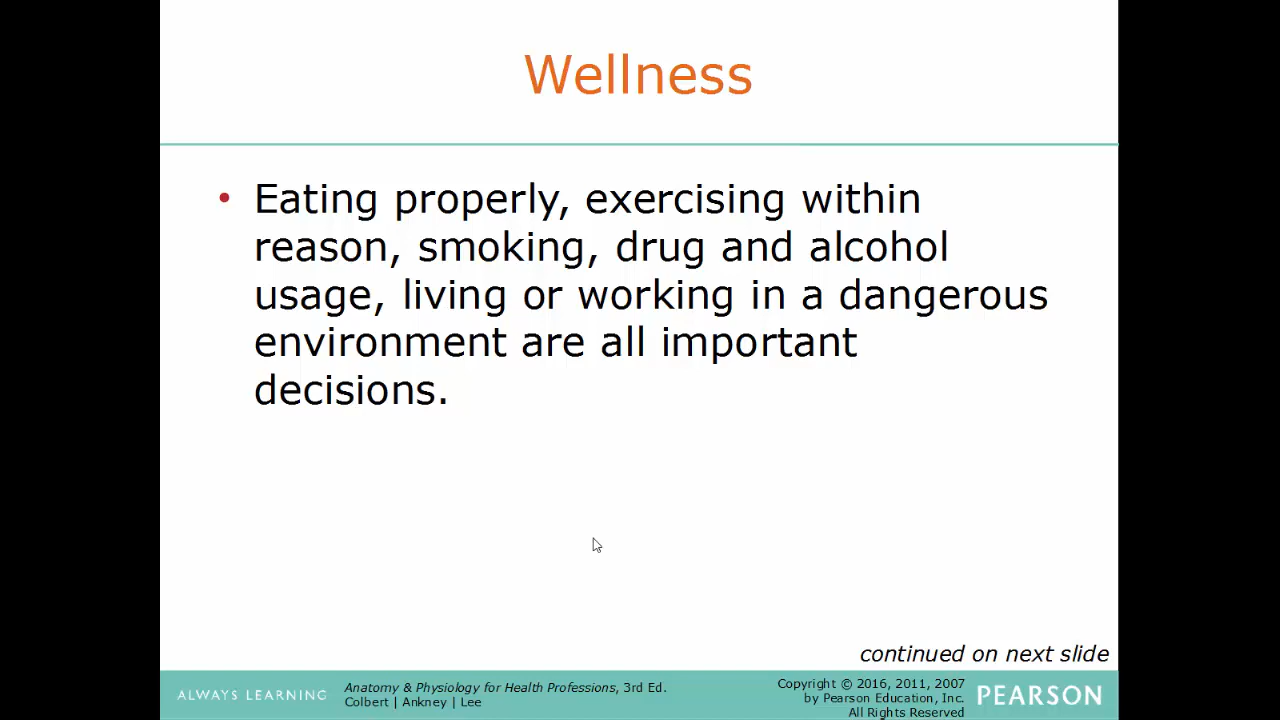 Wellness
• Eating properly, exercising within
reason, smoking, drug and alcohol
usage, living or working in a dangerous
environment are all important
decisions.
continued on next slide
ALWAYS LEARNING
Anatomy & Physiology for Health Professions, 3rd Ed.
Colbert | Ankney | Lee
Copyright © 2016, 2011, 2007
by Pearson Education, Inc.
All Rights Reserved
PEARSON